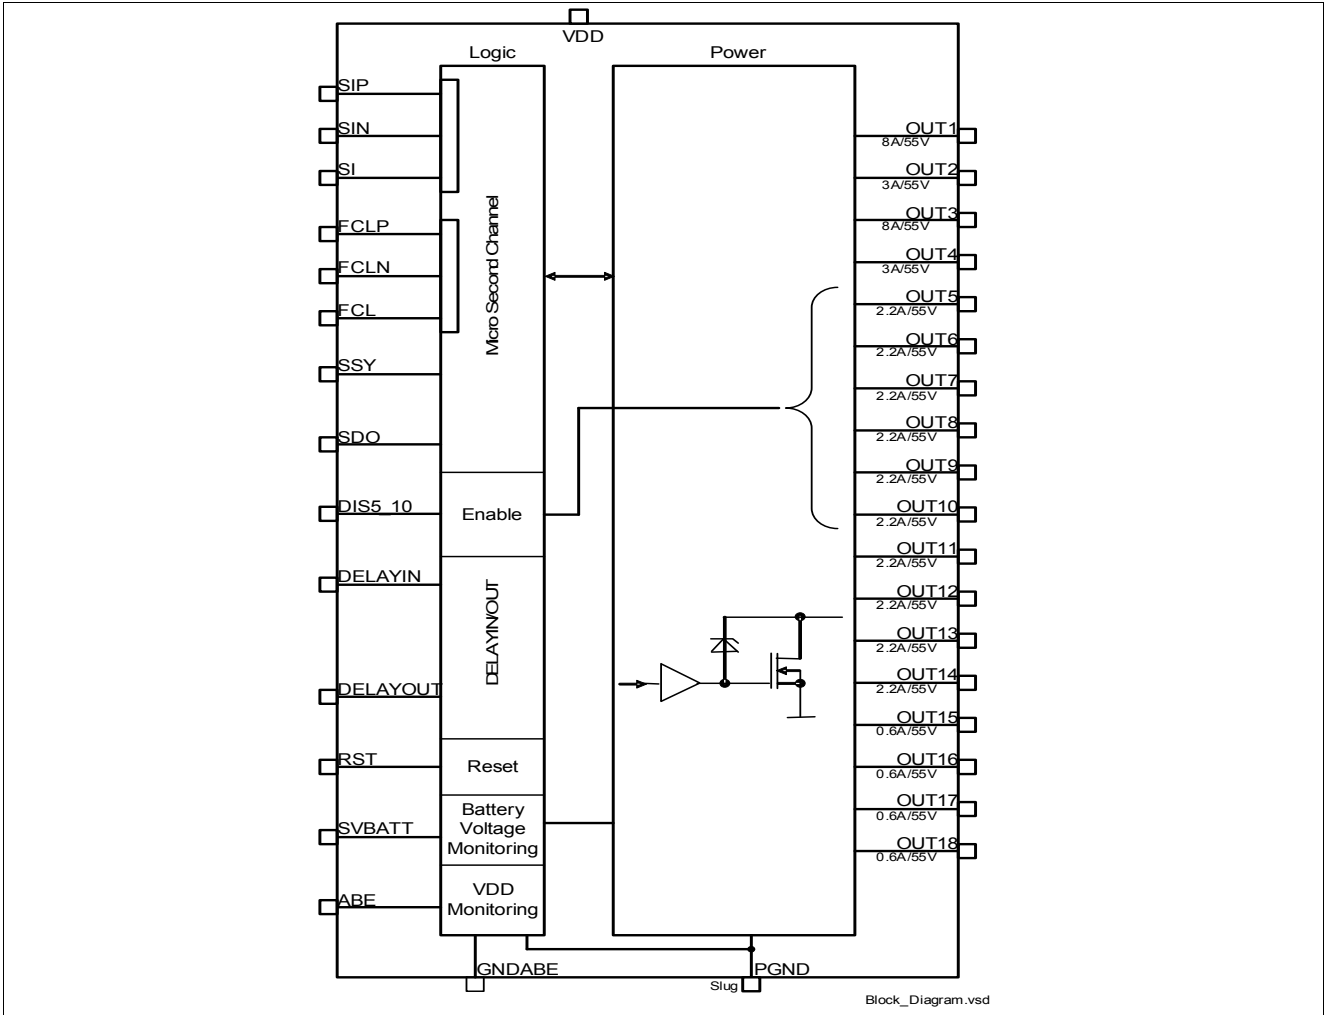 VDD
Logic
Power
SIP
SIN
SI
FCLP
FCLN
FCL
SSY
SDO
DIS5_10
DELAYIN
DELAYOUT
RST
SVBATT
ABE
Micro Second Channel
Enable
DELAYIN/OUT
Reset
Battery
Voltage
Monitoring
VDD
Monitoring
OUT1
8A/55V
OUT2
3A/55V
OUT3
8A/55V
OUT4
3A/55V
OUT5
2.2A/55V
OUT6
2.2A/55V
OUT7
2.2A/55V
OUT8
2.2A/55V
OUT9
2.2A/55V
OUT10
2.2A/55V
OUT11
2.2A/55V
OUT12
2.2A/55V
OUT13
2.2A/55V
OUT14
2.2A/55V
OUT15
0.6A/55V
OUT16
0.6A/55V
OUT17
0.6A/55V
OUT18
0.6A/55V
GNDABE
PGND
Slug
Block_Diagram.vsd